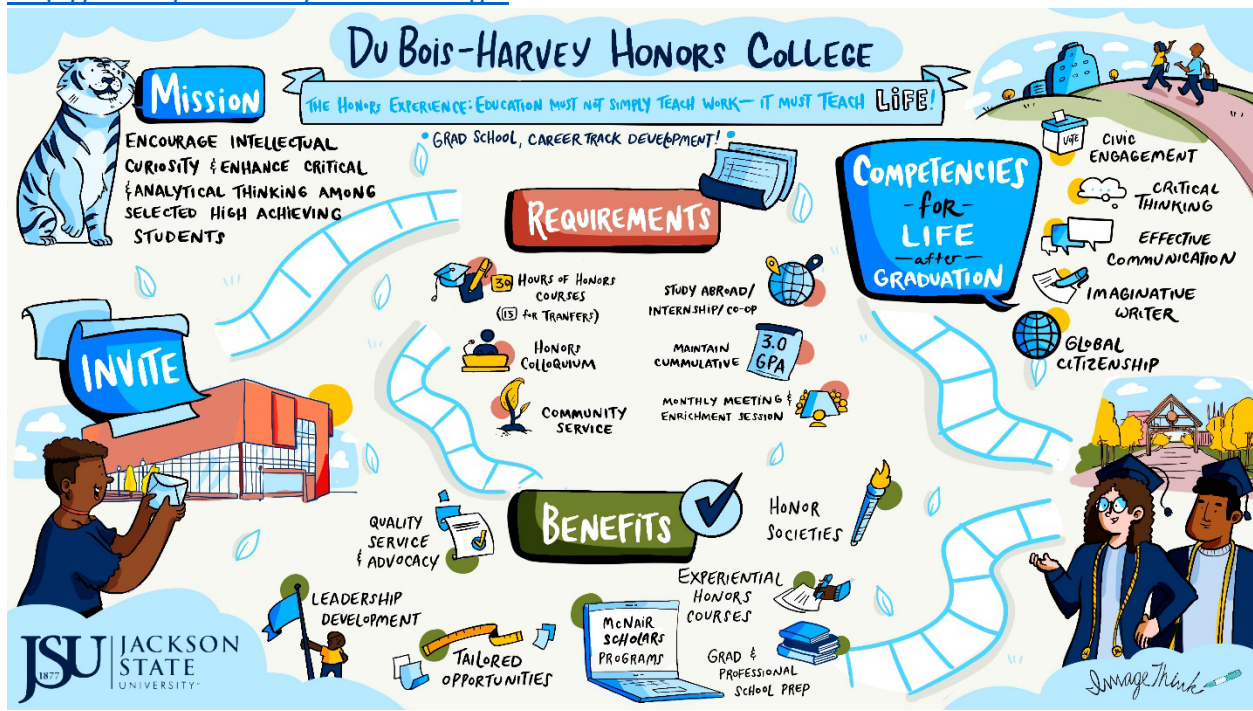 DU BOIS-HARVEY HONORS COLLEGE
THE HONORS EXPERIENCE: EDUCATION MUST NOT SIMPLY TEACH WORK— IT MUST TEACH LIFE!
• GRAD SCHOOL, CAREER TRACK DEVELOPMENT! •
MISSION
ENCOURAGE INTELLECTUAL
CURIOSITY & ENHANCE CRITICAL
& ANALYTICAL THINKING AMONG
SELECTED HIGH ACHIEVING
STUDENTS
INVITE
REQUIREMENTS
30 HOURS OF HONORS
COURSES
(15 for TRANFERS)
HONORS
COLLOQUIUM
COMMUNITY
SERVICE
STUDY ABROAD/
INTERNSHIP/CO-OP
MAINTAIN
CUMMULATIVE
3.0
GPA
MONTHLY MEETING &
ENRICHMENT SESSION
COMPETENCIES
-for-
LIFE
—after—
GRADUATION
VOTE
CIVIC
ENGAGEMENT
CRITICAL
THINKING
EFFECTIVE
COMMUNICATION
IMAGINATIVE
WRITER
GLOBAL
CITIZENSHIP
BENEFITS
QUALITY
SERVICE
& ADVOCACY
LEADERSHIP
DEVELOPMENT
TAILORED
OPPORTUNITIES
MCNAIR
SCHOLARS
PROGRAMS
HONOR
SOCIETIES
EXPERIENTIAL
HONORS
COURSES
GRAD &
PROFESSIONAL
SCHOOL PREP
JSU
1877
JACKSON
STATE
UNIVERSITY
ImageThink